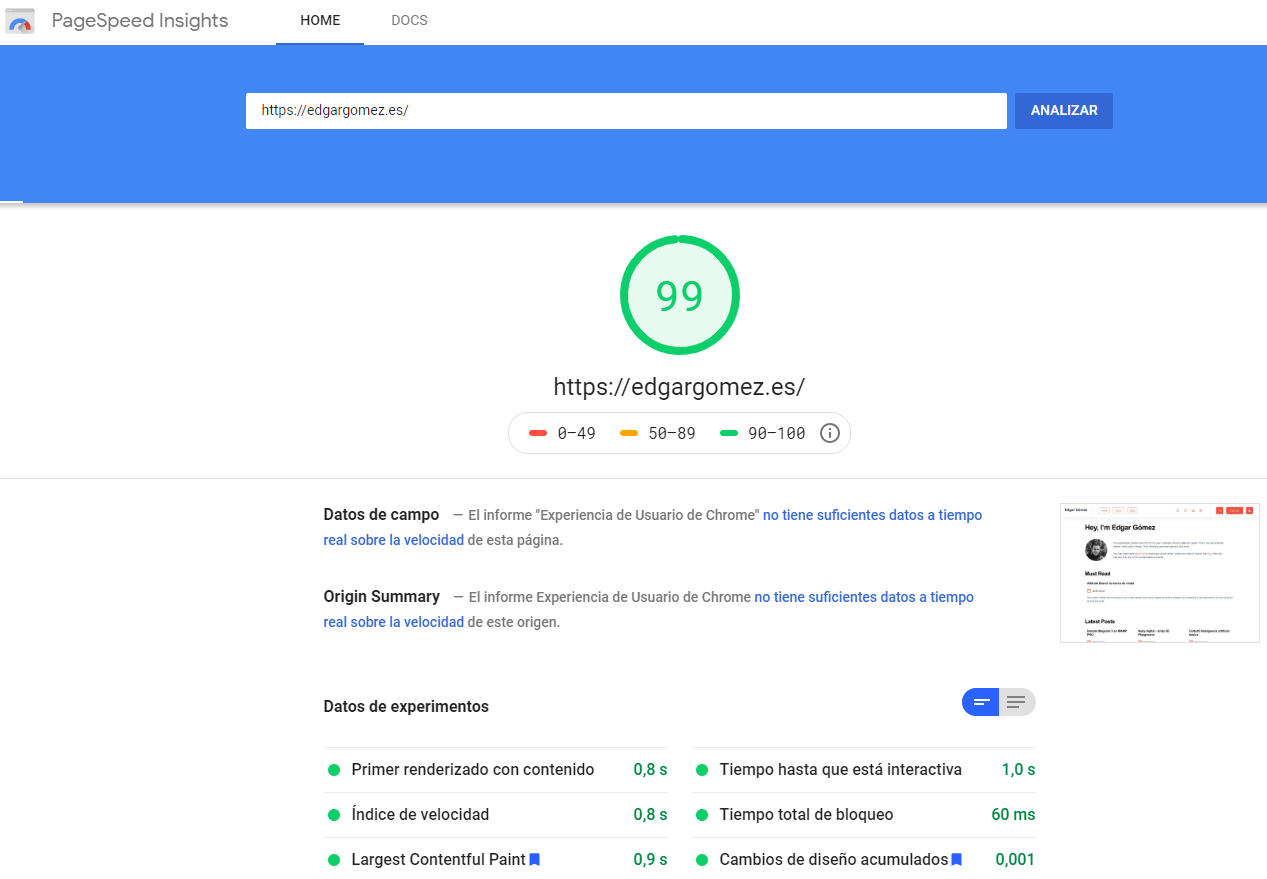 PageSpeed Insights
HOME
DOCS
https://edgargomez.es/
ANALIZAR
99
https://edgargomez.es/
0–49
50–89
90–100
Datos de campo — El informe "Experiencia de Usuario de Chrome" no tiene suficientes datos a tiempo
real sobre la velocidad de esta página.
Edgar Gómez
Hey, I'm Edgar Gómez
Must Read
Latest Posts
Origin Summary — El informe Experiencia de Usuario de Chrome no tiene suficientes datos a tiempo
real sobre la velocidad de este origen.
Datos de experimentos
Primer renderizado con contenido 0,8 s
Tiempo hasta que está interactiva 1,0 s
Índice de velocidad 0,8 s
Tiempo total de bloqueo 60 ms
Largest Contentful Paint 0,9 s
Cambios de diseño acumulados 0,001